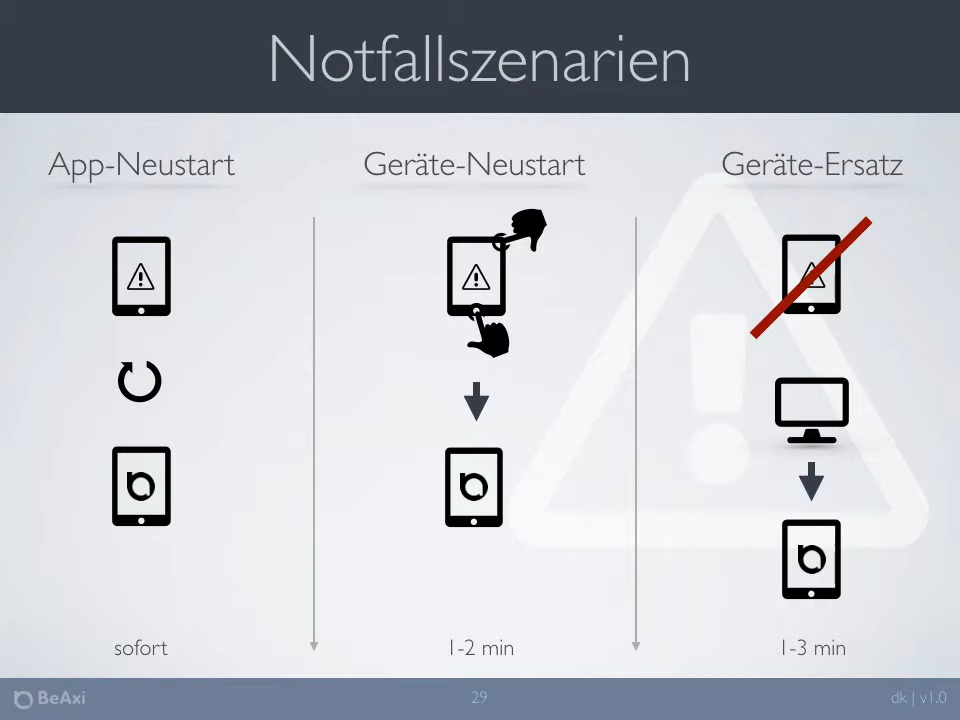 Notfallszenarien
App-Neustart
Geräte-Neustart
Geräte-Ersatz
sofort
1-2 min
1-3 min
BeAxi
29
dk | v1.0